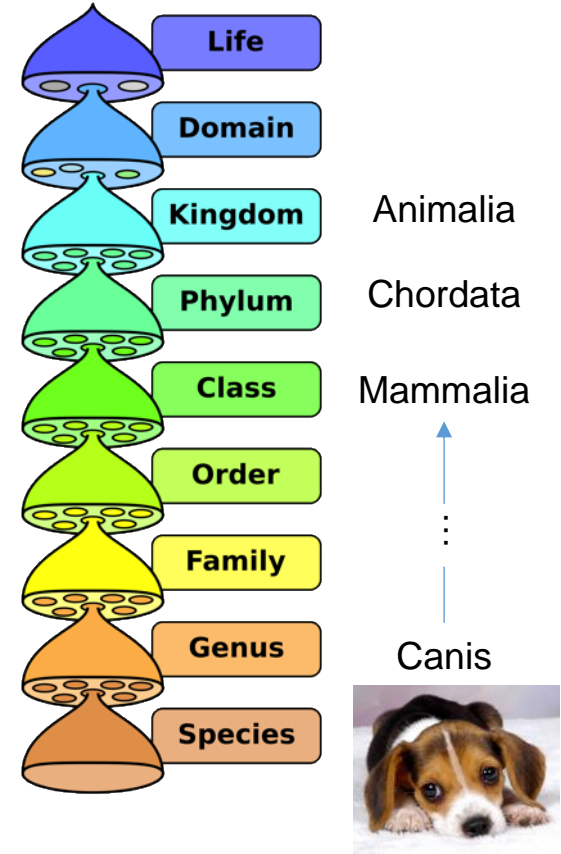 Life
Domain
Kingdom Animalia
Phylum Chordata
Class Mammalia
Order
...
Family
Genus Canis
Species